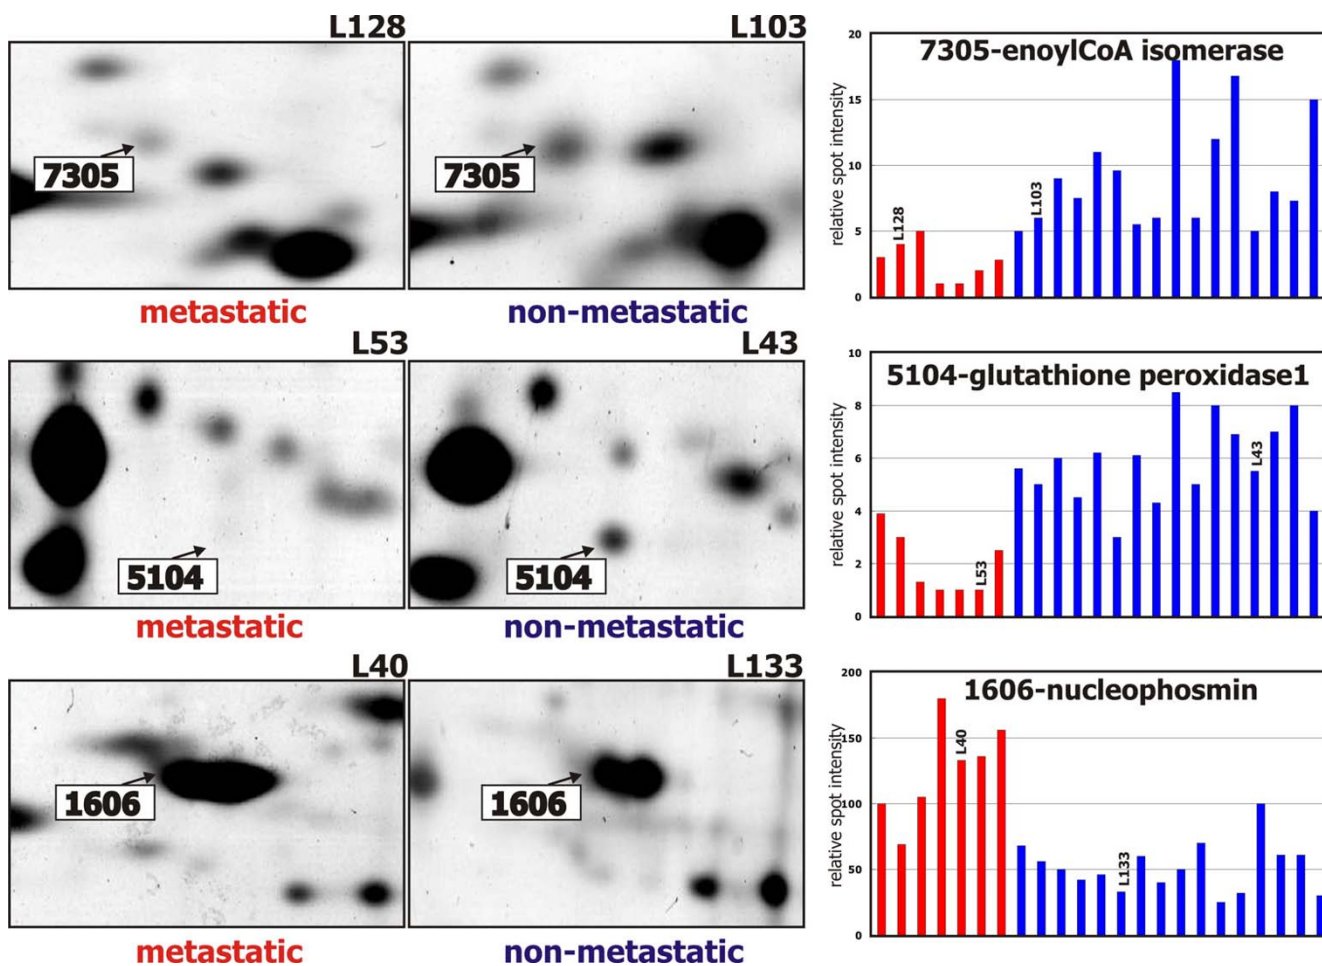 L128
L103
7305
7305
metastatic
non-metastatic
7305-enoylCoA isomerase
relative spot intensity
20
15
10
5
0
L128
L103
L53
L43
5104
5104
metastatic
non-metastatic
5104-glutathione peroxidase1
relative spot intensity
10
8
6
4
2
0
L53
L43
L40
L133
1606
1606
metastatic
non-metastatic
1606-nucleophosmin
relative spot intensity
200
150
100
50
0
L40
L133